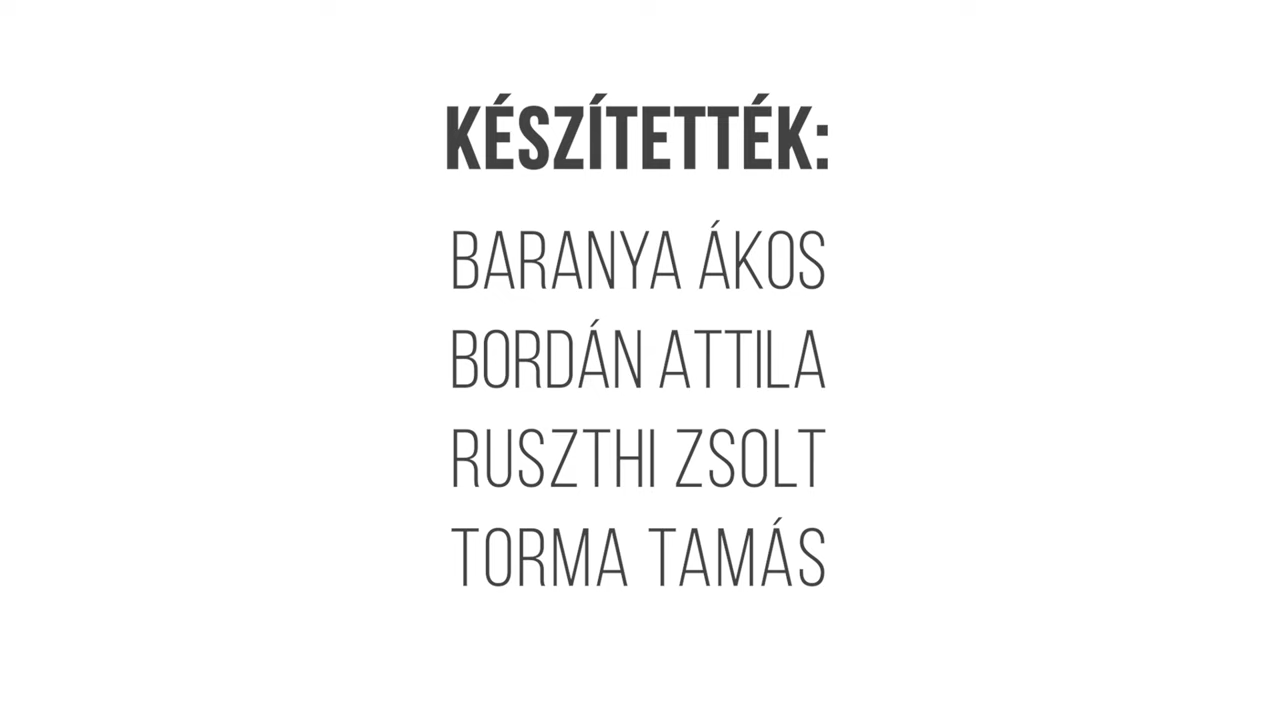 KÉSZÍTETTÉK:
BARANYA ÁKOS
BORDÁN ATTILA
RUSZTHI ZSOLT
TORMA TAMÁS